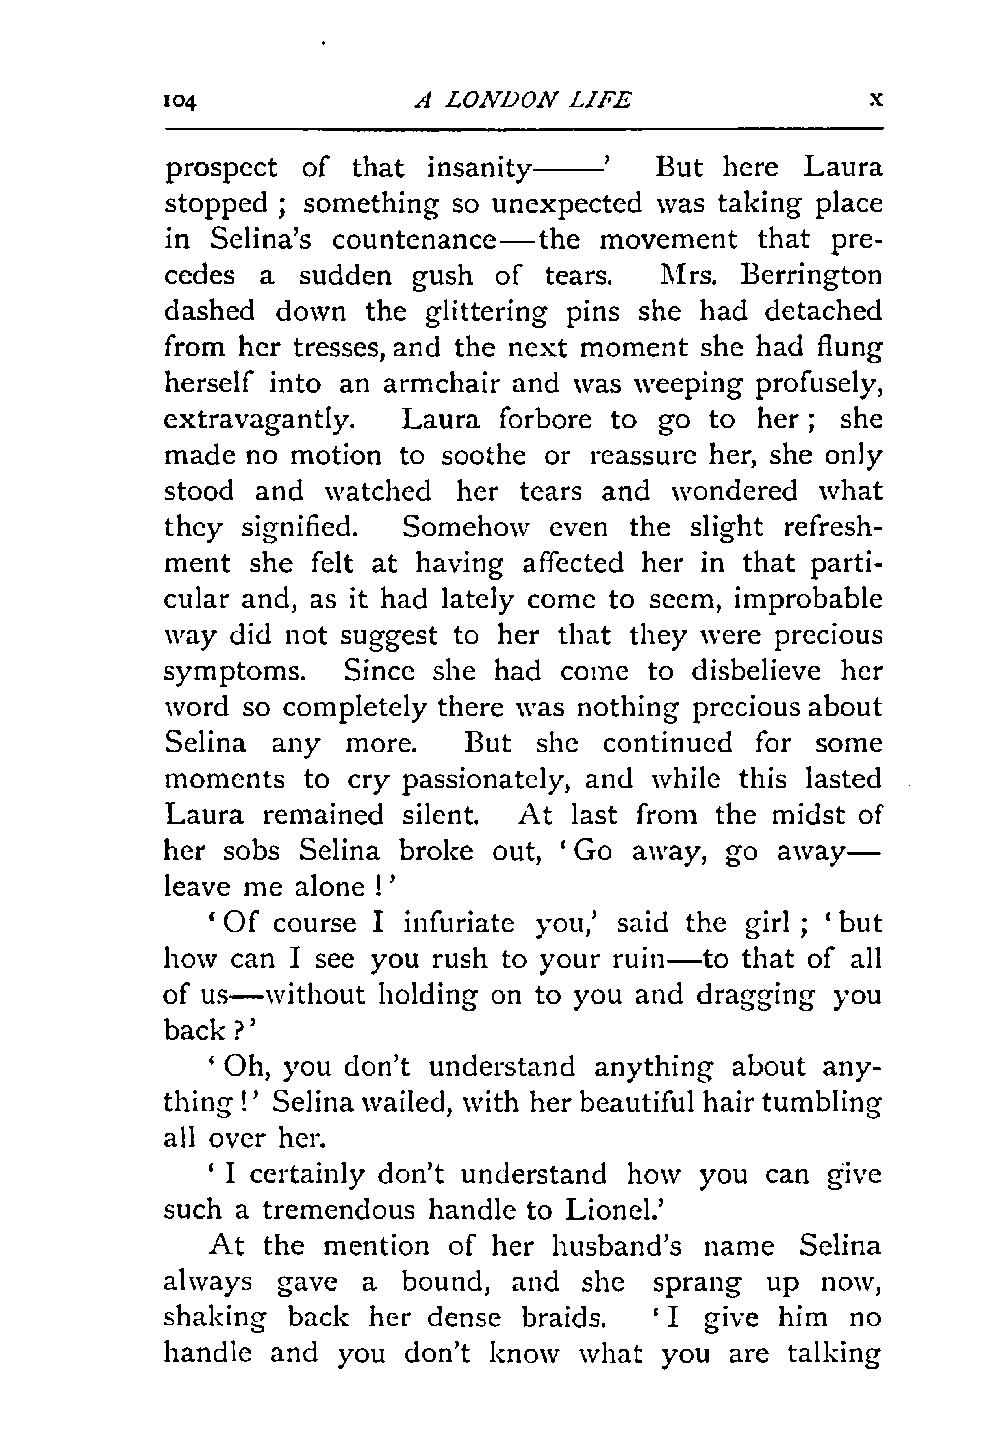 104 A LONDON LIFE X
prospect of that insanity——’ But here Laura
stopped ; something so unexpected was taking place
in Selina’s countenance—the movement that pre-
cedes a sudden gush of tears. Mrs. Berrington
dashed down the glittering pins she had detached
from her tresses, and the next moment she had flung
herself into an armchair and was weeping profusely,
extravagantly. Laura forbore to go to her ; she
made no motion to soothe or reassure her, she only
stood and watched her tears and wondered what
they signified. Somehow even the slight refresh-
ment she felt at having affected her in that parti-
cular and, as it had lately come to seem, improbable
way did not suggest to her that they were precious
symptoms. Since she had come to disbelieve her
word so completely there was nothing precious about
Selina any more. But she continued for some
moments to cry passionately, and while this lasted
Laura remained silent. At last from the midst of
her sobs Selina broke out, ‘ Go away, go away—
leave me alone ! ’
‘ Of course I infuriate you,’ said the girl ; ‘ but
how can I see you rush to your ruin—to that of all
of us—without holding on to you and dragging you
back ? ’
‘ Oh, you don’t understand anything about any-
thing ! ’ Selina wailed, with her beautiful hair tumbling
all over her.
‘ I certainly don’t understand how you can give
such a tremendous handle to Lionel.’
At the mention of her husband’s name Selina
always gave a bound, and she sprang up now,
shaking back her dense braids. ‘ I give him no
handle and you don’t know what you are talking